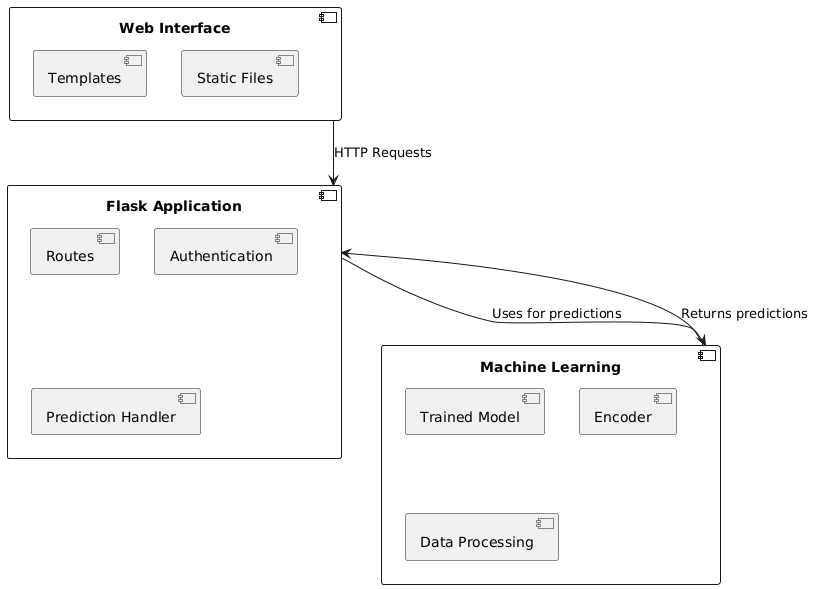 Web Interface
Templates
Static Files
HTTP Requests
Flask Application
Routes
Authentication
Prediction Handler
Uses for predictions
Returns predictions
Machine Learning
Trained Model
Encoder
Data Processing